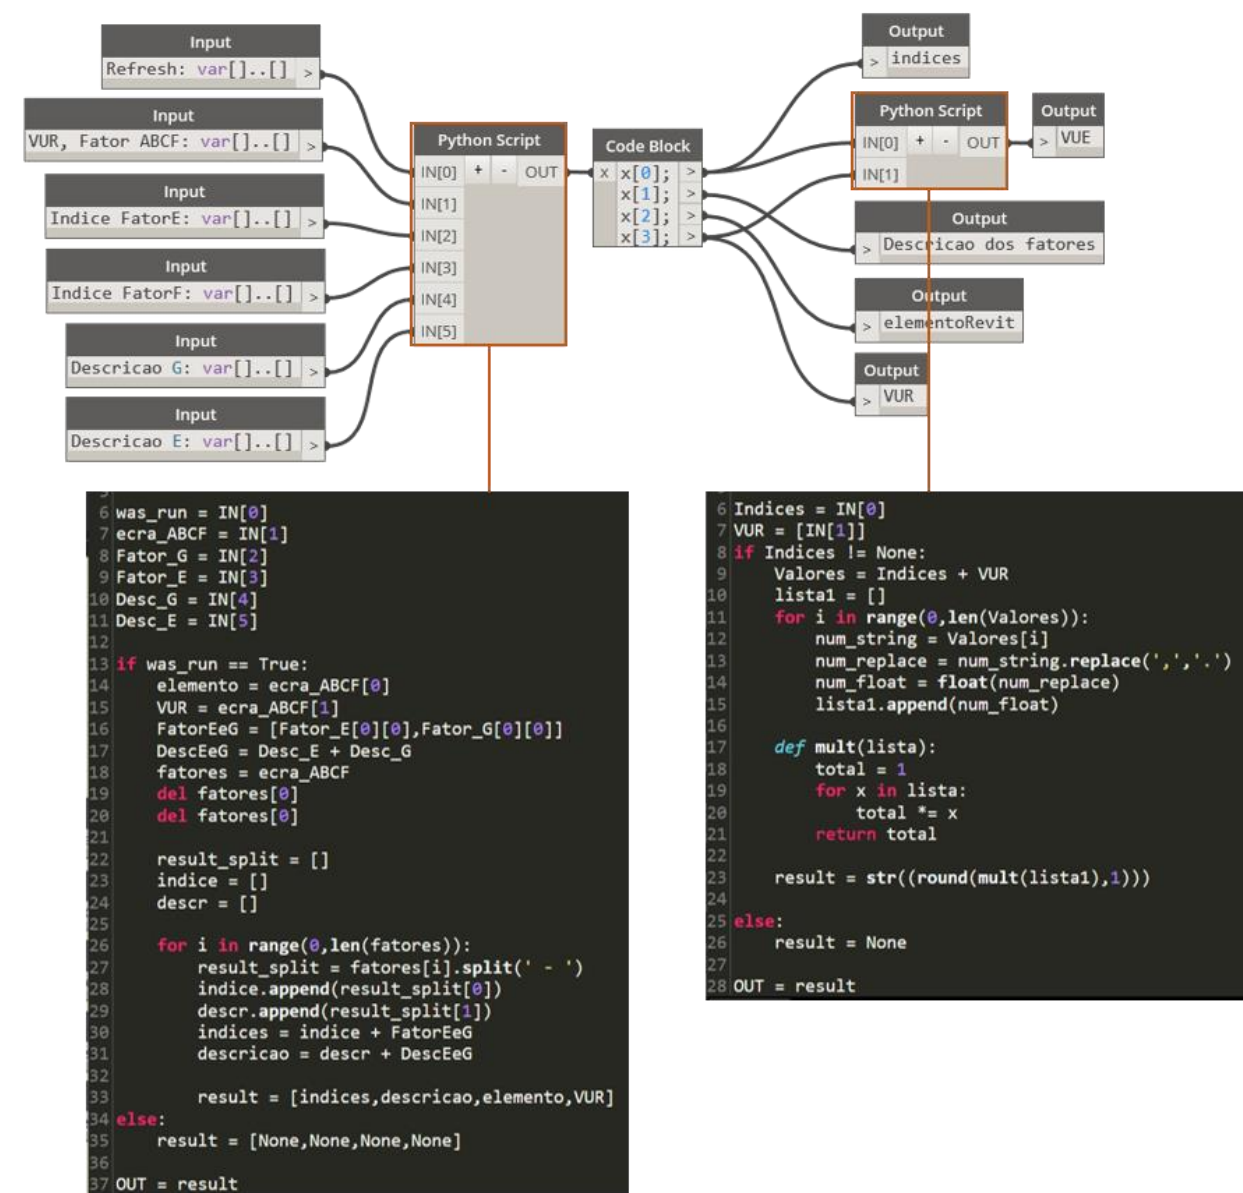 Input
Refresh: var[]..[] >
Input
VUR, Fator ABCF: var[]..[] >
Input
Indice FatorE: var[]..[] >
Input
Indice FatorF: var[]..[] >
Input
Descricao G: var[]..[] >
Input
Descricao E: var[]..[] >
Python Script
IN[0] + - OUT
IN[1]
IN[2]
IN[3]
IN[4]
IN[5]
Code Block
x x[0]; >
x[1]; >
x[2]; >
x[3]; >
Output
> indices
Python Script
IN[0] + - OUT
IN[1]
Output
> VUE
Output
> Descricao dos fatores
Output
> elementoRevit
Output
> VUR
6 was_run = IN[0]
7 ecra_ABCF = IN[1]
8 Fator_G = IN[2]
9 Fator_E = IN[3]
10 Desc_G = IN[4]
11 Desc_E = IN[5]
12
13 if was_run == True:
14 elemento = ecra_ABCF[0]
15 VUR = ecra_ABCF[1]
16 FatorEeG = [Fator_E[0][0],Fator_G[0][0]]
17 DescEeG = Desc_E + Desc_G
18 fatores = ecra_ABCF
19 del fatores[0]
20 del fatores[0]
21
22 result_split = []
23 indice = []
24 descr = []
25
26 for i in range(0,len(fatores)):
27 result_split = fatores[i].split(' - ')
28 indice.append(result_split[0])
29 descr.append(result_split[1])
30 indices = indice + FatorEeG
31 descricao = descr + DescEeG
32
33 result = [indices,descricao,elemento,VUR]
34 else:
35 result = [None,None,None,None]
36
37 OUT = result
6 Indices = IN[0]
7 VUR = [IN[1]]
8 if Indices != None:
9 Valores = Indices + VUR
10 lista1 = []
11 for i in range(0,len(Valores)):
12 num_string = Valores[i]
13 num_replace = num_string.replace(',','.')
14 num_float = float(num_replace)
15 lista1.append(num_float)
16
17 def mult(lista):
18 total = 1
19 for x in lista:
20 total *= x
21 return total
22
23 result = str((round(mult(lista1),1)))
24
25 else:
26 result = None
27
28 OUT = result